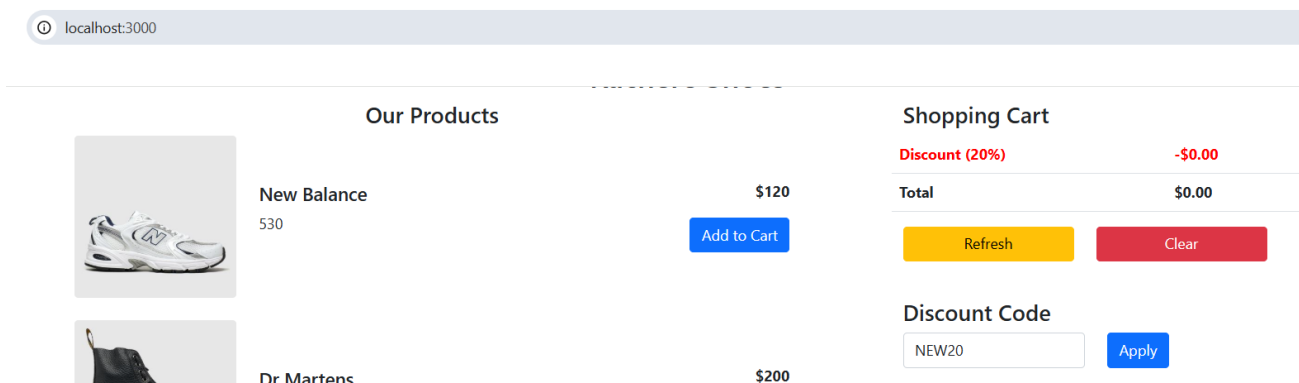 localhost:3000
Our Products
New Balance
530
$120
Add to Cart
Dr Martens
$200
Shopping Cart
Discount (20%) -$0.00
Total $0.00
Refresh Clear
Discount Code
NEW20 Apply